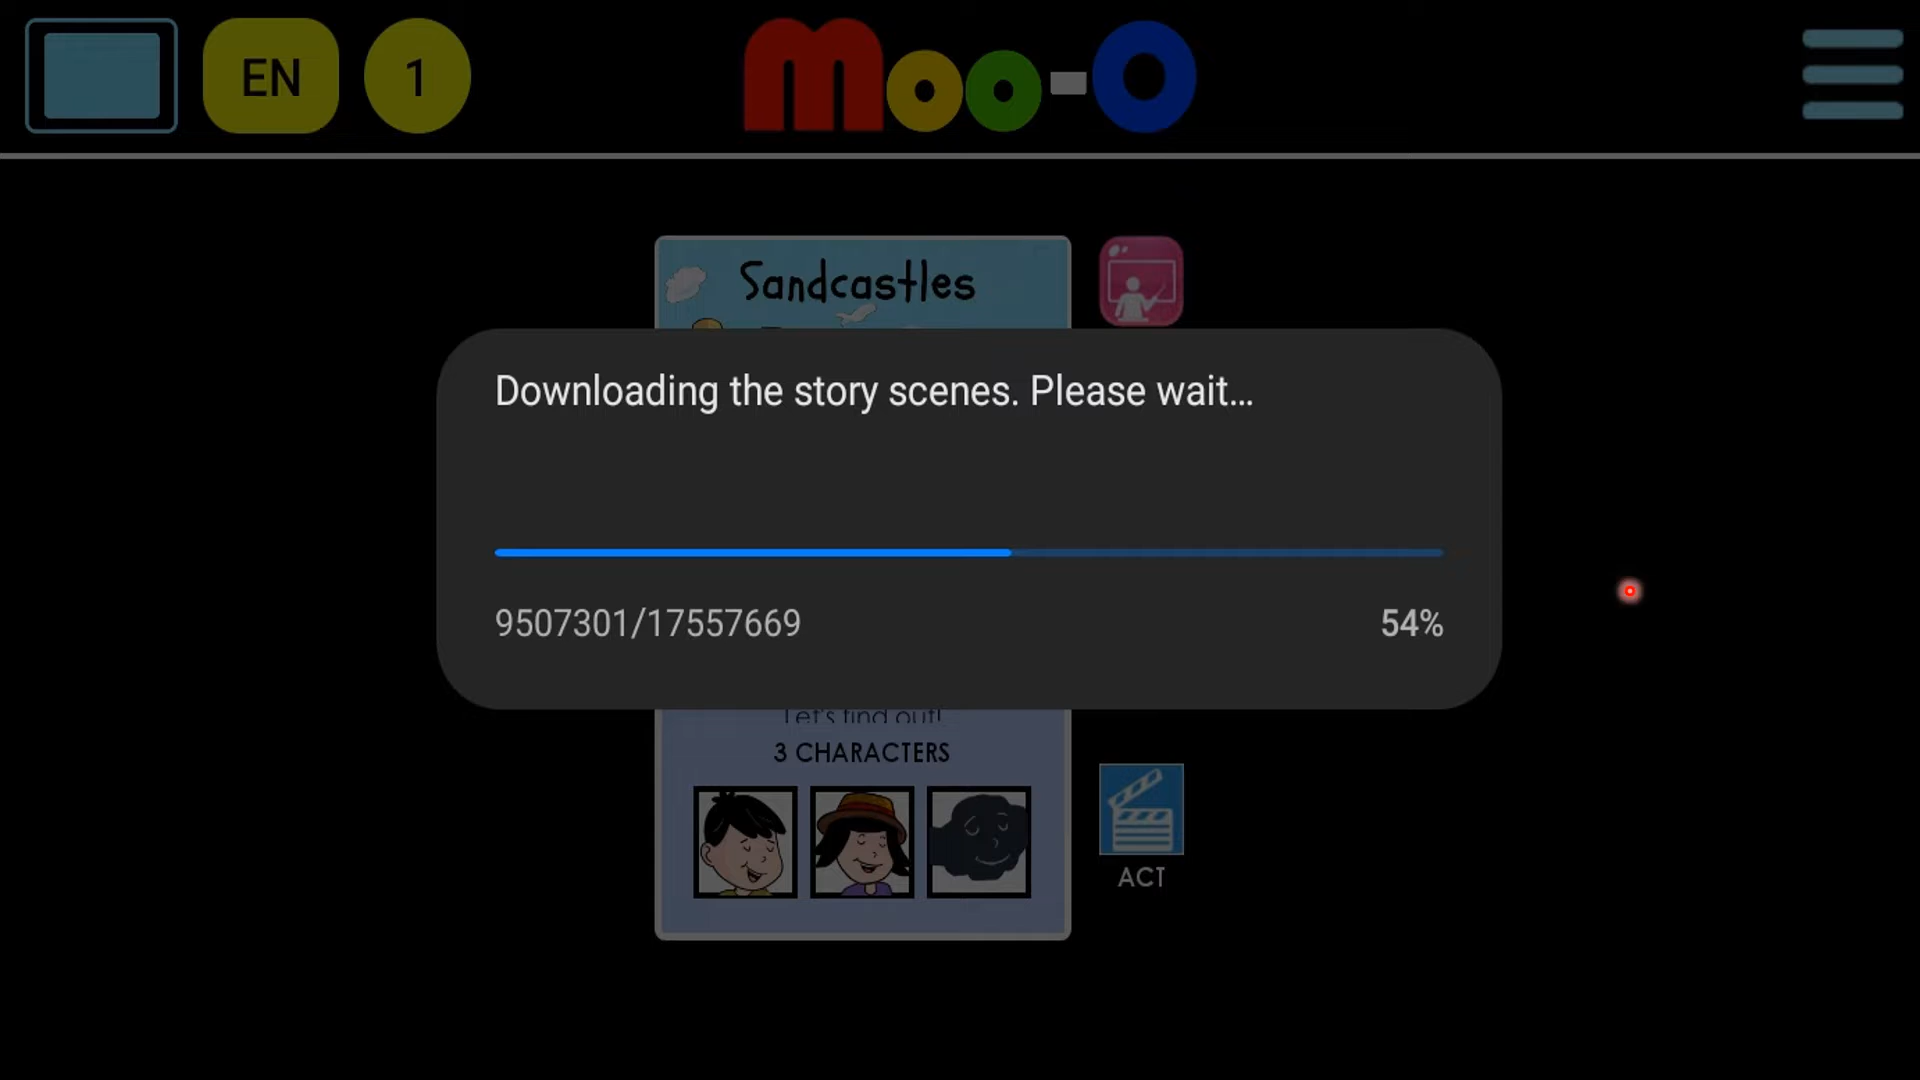 EN
1
Moo-O
Sandcastles
Downloading the story scenes. Please wait...
9507301/17557669
54%
Let's find out!
3 CHARACTERS
ACT